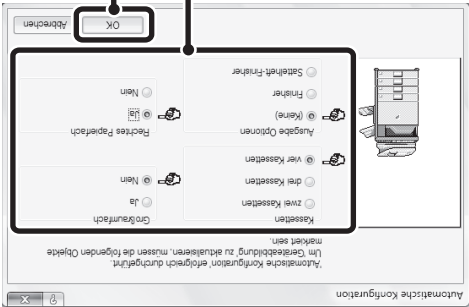 Automatische Konfiguration
'Automatische Konfiguration' erfolgreich durchgeführt.
Um 'Geräteabbildung' zu aktualisieren, müssen die folgenden Objekte
markiert sein.
Kassetten
zwei Kassetten
drei Kassetten
vier Kassetten
Großraumfach
Ja
Nein
Ausgabe Optionen
(Keine)
Finisher
Sattelheft-Finisher
Rechtes Papierfach
Ja
Nein
OK
Abbrechen